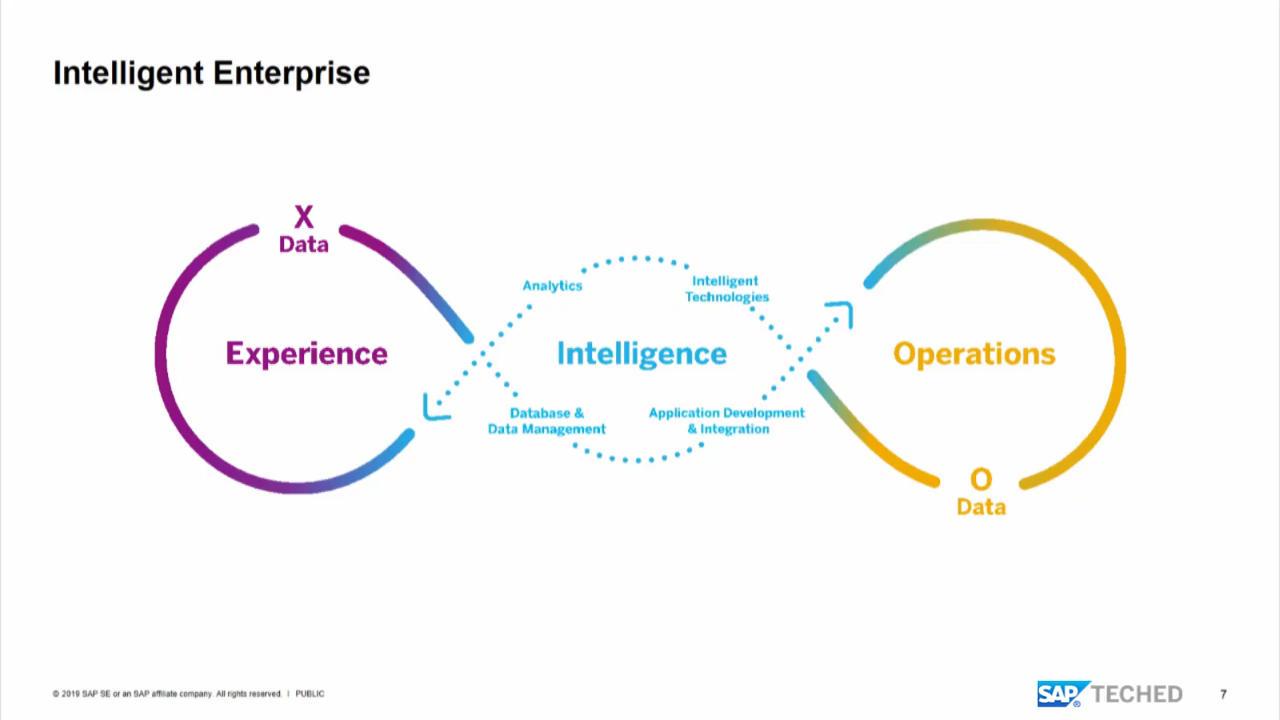 Intelligent Enterprise
X
Data
Experience
Analytics
Intelligent
Technologies
Intelligence
Database &
Data Management
Application Development
& Integration
Operations
O
Data
© 2019 SAP SE or an SAP affiliate company. All rights reserved. I PUBLIC
SAP® TECHED
7